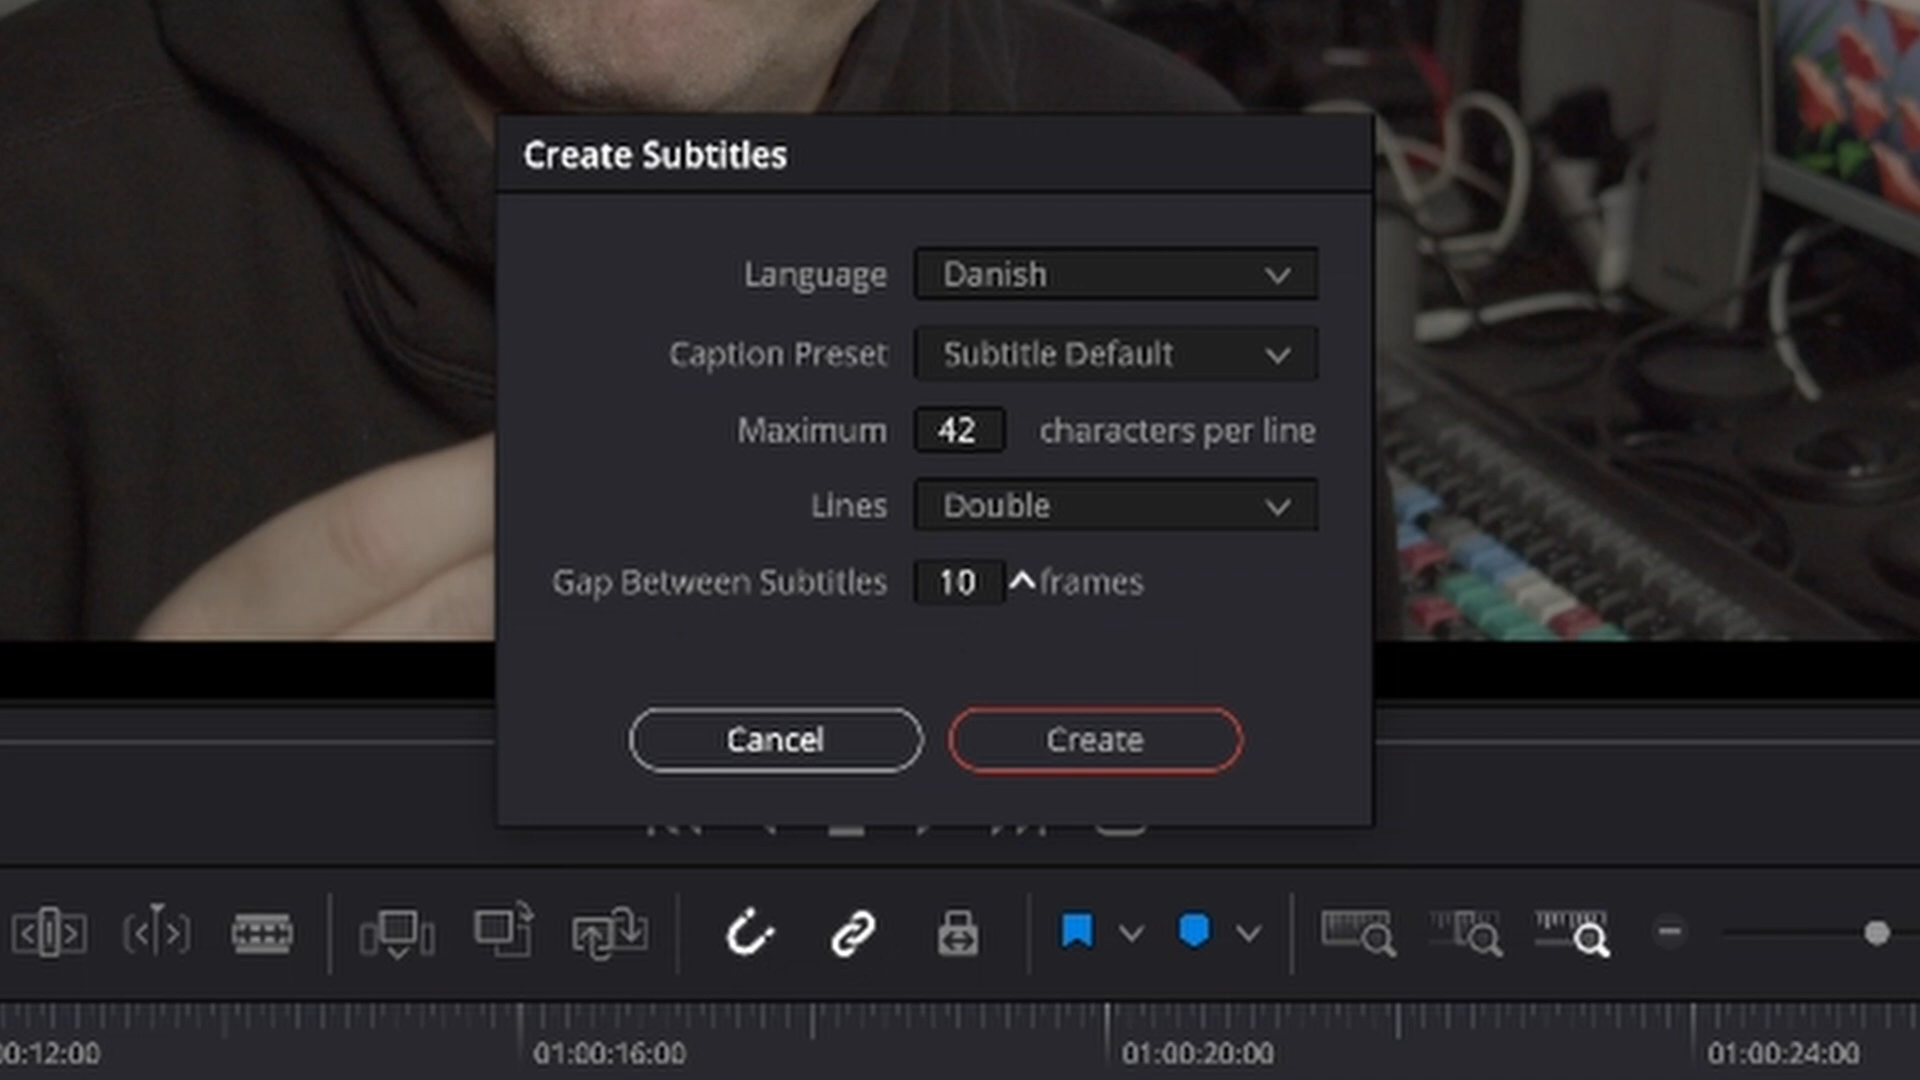 Create Subtitles
Language Danish
Caption Preset Subtitle Default
Maximum 42 characters per line
Lines Double
Gap Between Subtitles 10 frames
Cancel Create
0:12:00 01:00:16:00 01:00:20:00 01:00:24:00